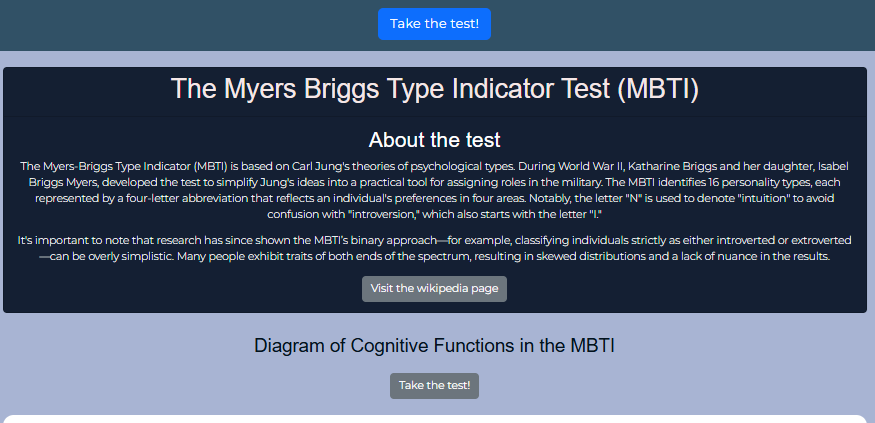 Take the test!
The Myers Briggs Type Indicator Test (MBTI)
About the test
The Myers-Briggs Type Indicator (MBTI) is based on Carl Jung's theories of psychological types. During World War II, Katharine Briggs and her daughter, Isabel
Briggs Myers, developed the test to simplify Jung's ideas into a practical tool for assigning roles in the military. The MBTI identifies 16 personality types, each
represented by a four-letter abbreviation that reflects an individual's preferences in four areas. Notably, the letter "N" is used to denote "intuition" to avoid
confusion with "introversion," which also starts with the letter "I."
It's important to note that research has since shown the MBTI's binary approach—for example, classifying individuals strictly as either introverted or extroverted
—can be overly simplistic. Many people exhibit traits of both ends of the spectrum, resulting in skewed distributions and a lack of nuance in the results.
Visit the wikipedia page
Diagram of Cognitive Functions in the MBTI
Take the test!